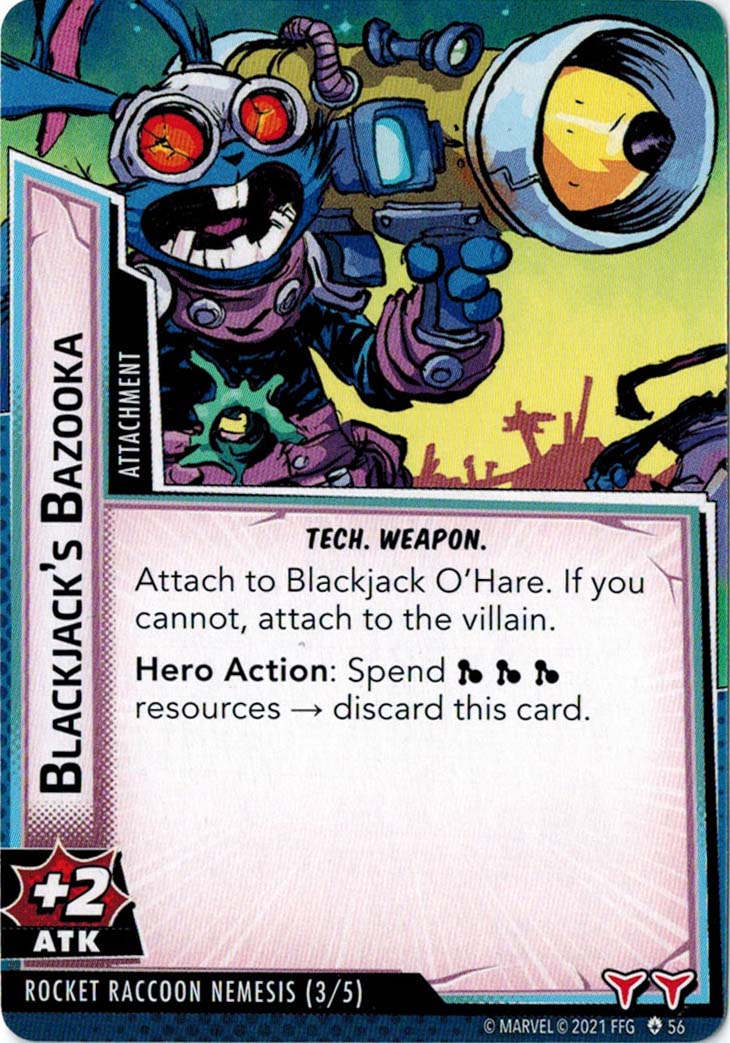 BLACKJACK'S BAZOOKA
ATTACHMENT
TECH. WEAPON.
Attach to Blackjack O'Hare. If you
cannot, attach to the villain.
Hero Action: Spend
resources → discard this card.
+2
ATK
ROCKET RACCOON NEMESIS (3/5)
© MARVEL © 2021 FFG 56